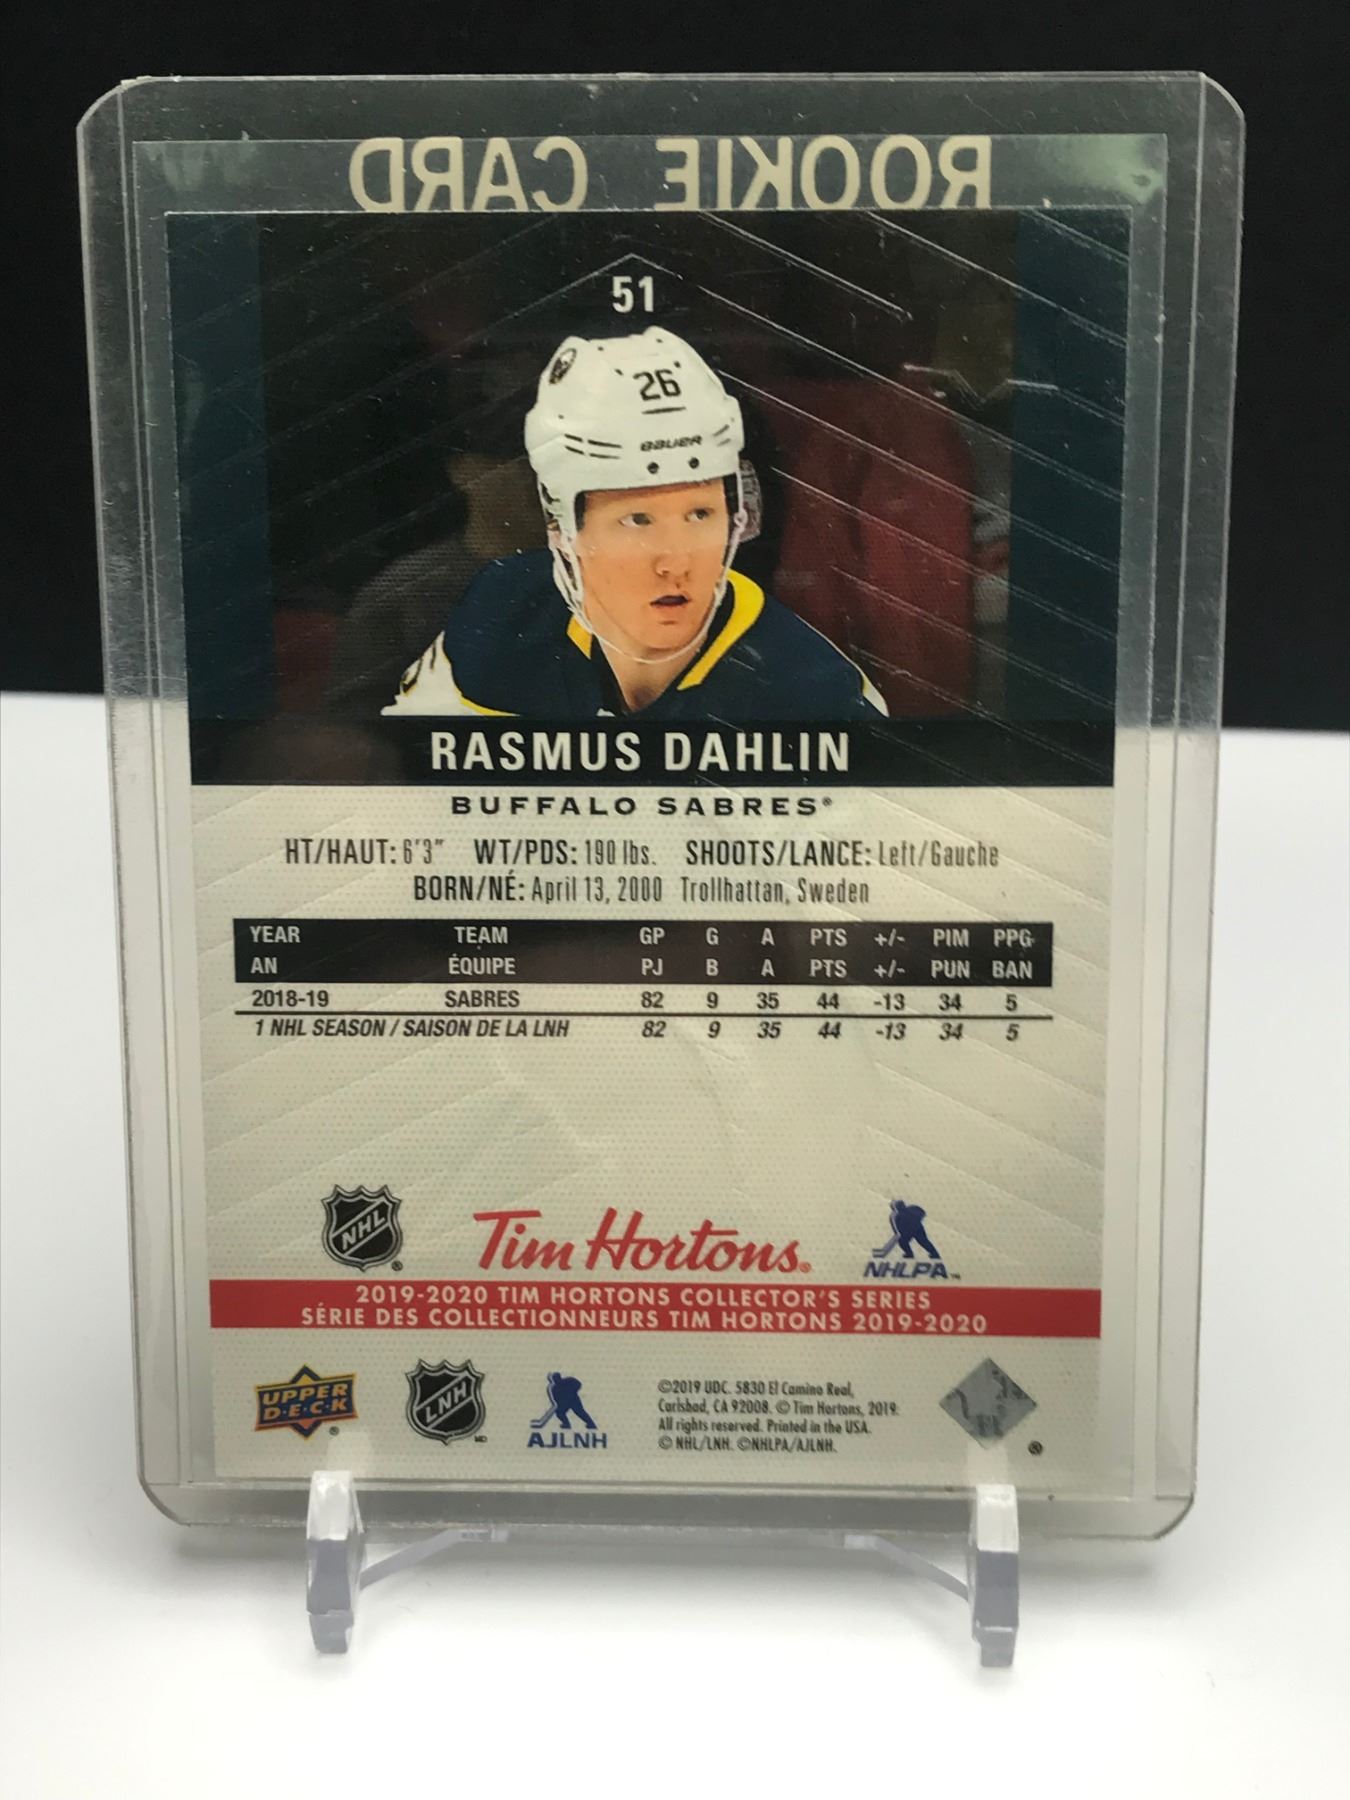 ROOKIE CARD
51
26
BAUER
RASMUS DAHLIN
BUFFALO SABRES®
HT/HAUT: 6'3" WT/PDS: 190 lbs. SHOOTS/LANCE: Left/Gauche
BORN/NÉ: April 13, 2000 Trollhattan, Sweden
YEAR TEAM GP G A PTS +/- PIM PPG
AN ÉQUIPE PJ B A PTS +/- PUN BAN
2018-19 SABRES 82 9 35 44 -13 34 5
1 NHL SEASON / SAISON DE LA LNH 82 9 35 44 -13 34 5
NHL ® Tim Hortons. NHLPA™
2019-2020 TIM HORTONS COLLECTOR'S SERIES
SÉRIE DES COLLECTIONNEURS TIM HORTONS 2019-2020
UPPER
D·E·C·K ®
LNH MD
AJLNH
©2019 UDC. 5830 El Camino Real,
Carlsbad, CA 92008. © Tim Hortons, 2019.
All rights reserved. Printed in the USA.
© NHL/LNH. ©NHLPA/AJLNH.
®